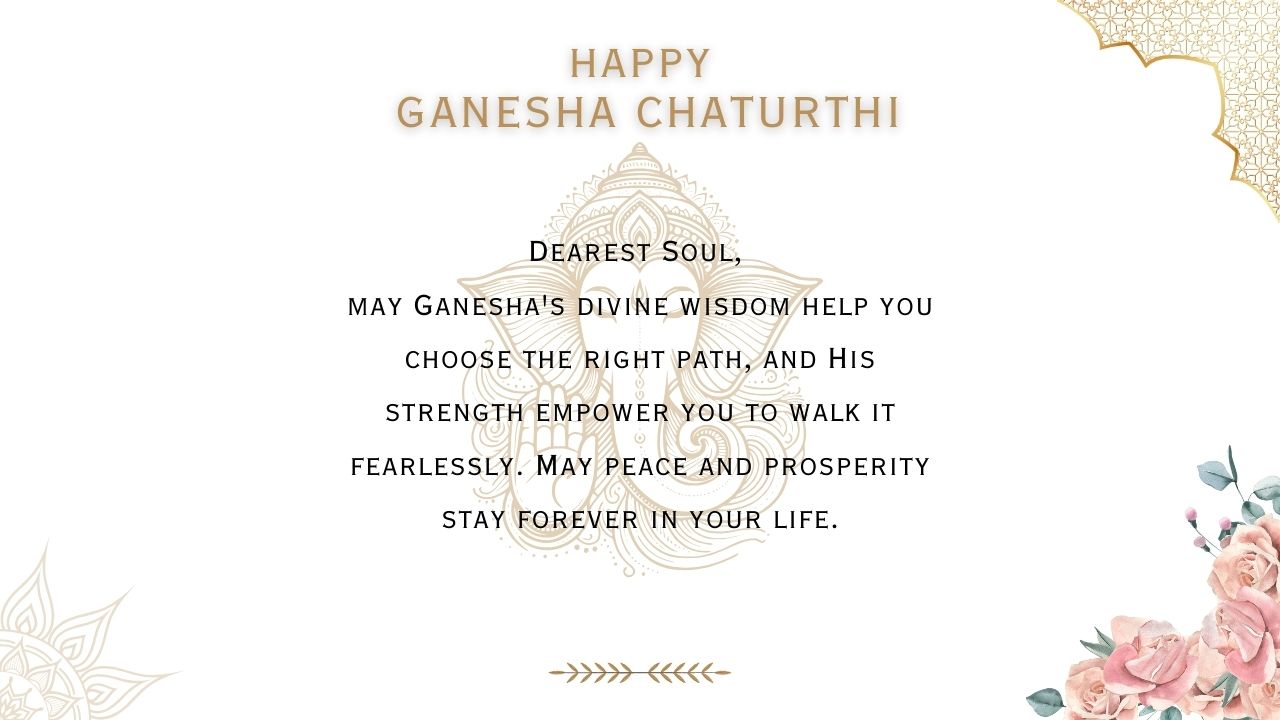 HAPPY
GANESHA CHATURTHI
Dearest Soul,
may Ganesha's divine wisdom help you
choose the right path, and His
strength empower you to walk it
fearlessly. May peace and prosperity
stay forever in your life.